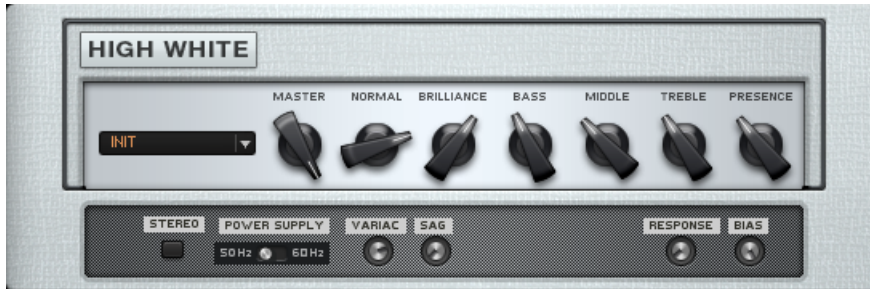 HIGH WHITE
MASTER NORMAL BRILLIANCE BASS MIDDLE TREBLE PRESENCE
INIT
STEREO POWER SUPPLY VARIAC SAG RESPONSE BIAS
50Hz 60Hz